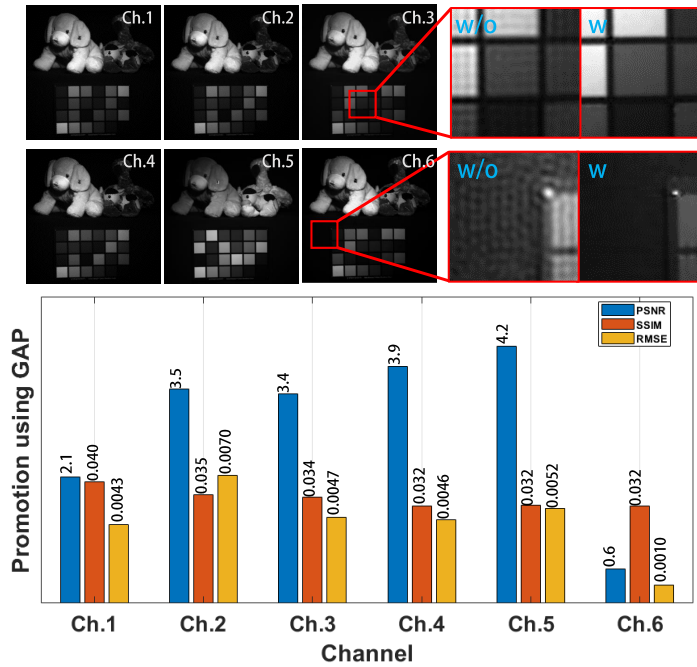 Ch.1
Ch.2
Ch.3
w/o
w
Ch.4
Ch.5
Ch.6
w/o
w
Promotion using GAP
PSNR
SSIM
RMSE
2.1
0.040
0.0043
3.5
0.035
0.0070
3.4
0.034
0.0047
3.9
0.032
0.0046
4.2
0.032
0.0052
0.6
0.032
0.0010
Ch.1
Ch.2
Ch.3
Ch.4
Ch.5
Ch.6
Channel